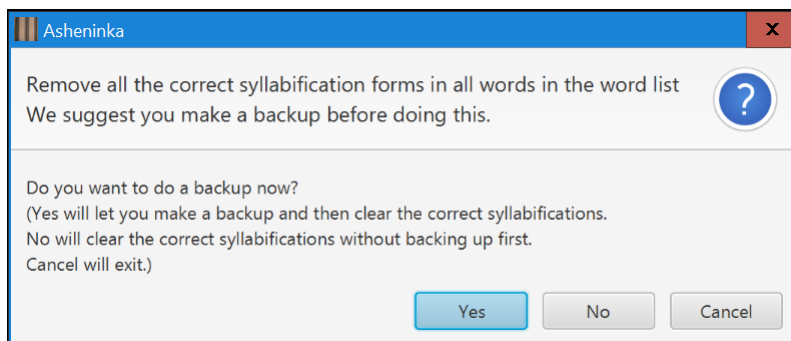 Asheninka
x
Remove all the correct syllabification forms in all words in the word list
We suggest you make a backup before doing this.
?
Do you want to do a backup now?
(Yes will let you make a backup and then clear the correct syllabifications.
No will clear the correct syllabifications without backing up first.
Cancel will exit.)
Yes No Cancel